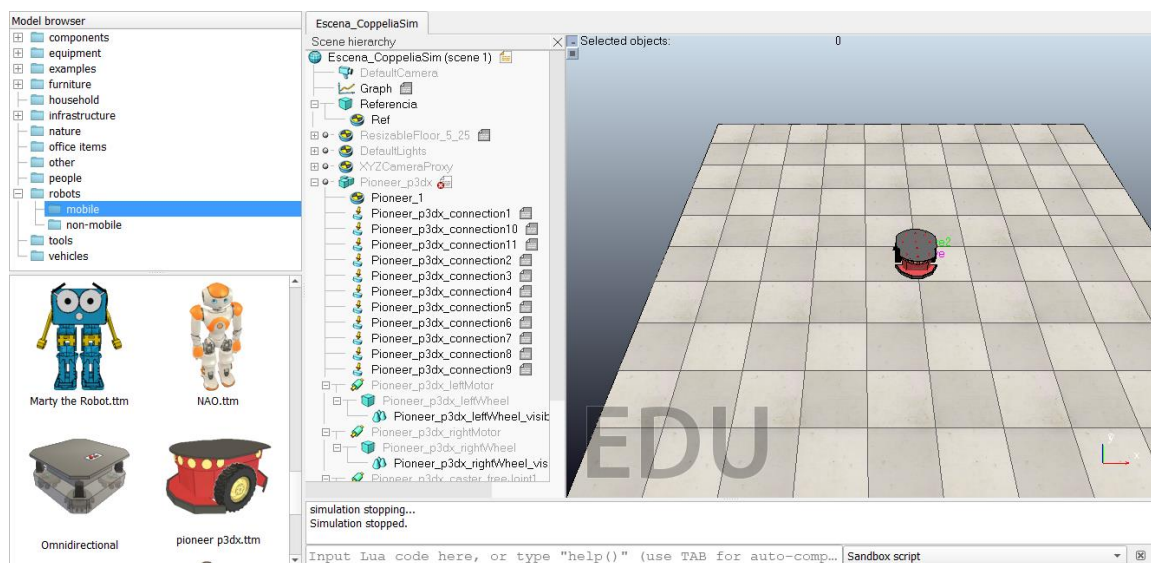 Model browser
components
equipment
examples
furniture
household
infrastructure
nature
office items
other
people
robots
mobile
non-mobile
tools
vehicles
Marty the Robot.ttm
NAO.ttm
Omnidirectional
pioneer p3dx.ttm
Escena_CoppeliaSim
Scene hierarchy
Escena_CoppeliaSim (scene 1)
DefaultCamera
Graph
Referencia
Ref
ResizableFloor_5_25
DefaultLights
XYZCameraProxy
Pioneer_p3dx
Pioneer_1
Pioneer_p3dx_connection1
Pioneer_p3dx_connection10
Pioneer_p3dx_connection11
Pioneer_p3dx_connection2
Pioneer_p3dx_connection3
Pioneer_p3dx_connection4
Pioneer_p3dx_connection5
Pioneer_p3dx_connection6
Pioneer_p3dx_connection7
Pioneer_p3dx_connection8
Pioneer_p3dx_connection9
Pioneer_p3dx_leftMotor
Pioneer_p3dx_leftWheel
Pioneer_p3dx_leftWheel_visib
Pioneer_p3dx_rightMotor
Pioneer_p3dx_rightWheel
Pioneer_p3dx_rightWheel_vis
Pioneer_p3dx_caster_freeJoint1
Selected objects: 0
EDU
y
x
simulation stopping...
Simulation stopped.
Input Lua code here, or type "help()" (use TAB for auto-comp...
Sandbox script